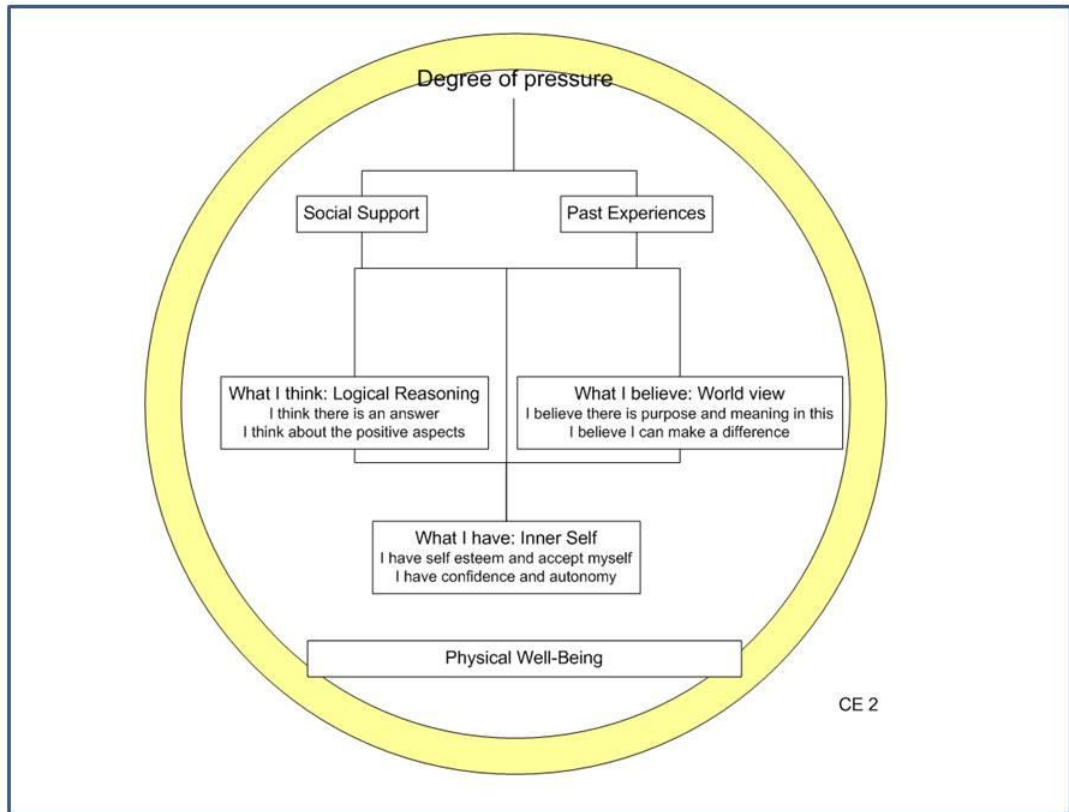 Degree of pressure
Social Support
Past Experiences
What I think: Logical Reasoning
I think there is an answer
I think about the positive aspects
What I believe: World view
I believe there is purpose and meaning in this
I believe I can make a difference
What I have: Inner Self
I have self esteem and accept myself
I have confidence and autonomy
Physical Well-Being
CE 2